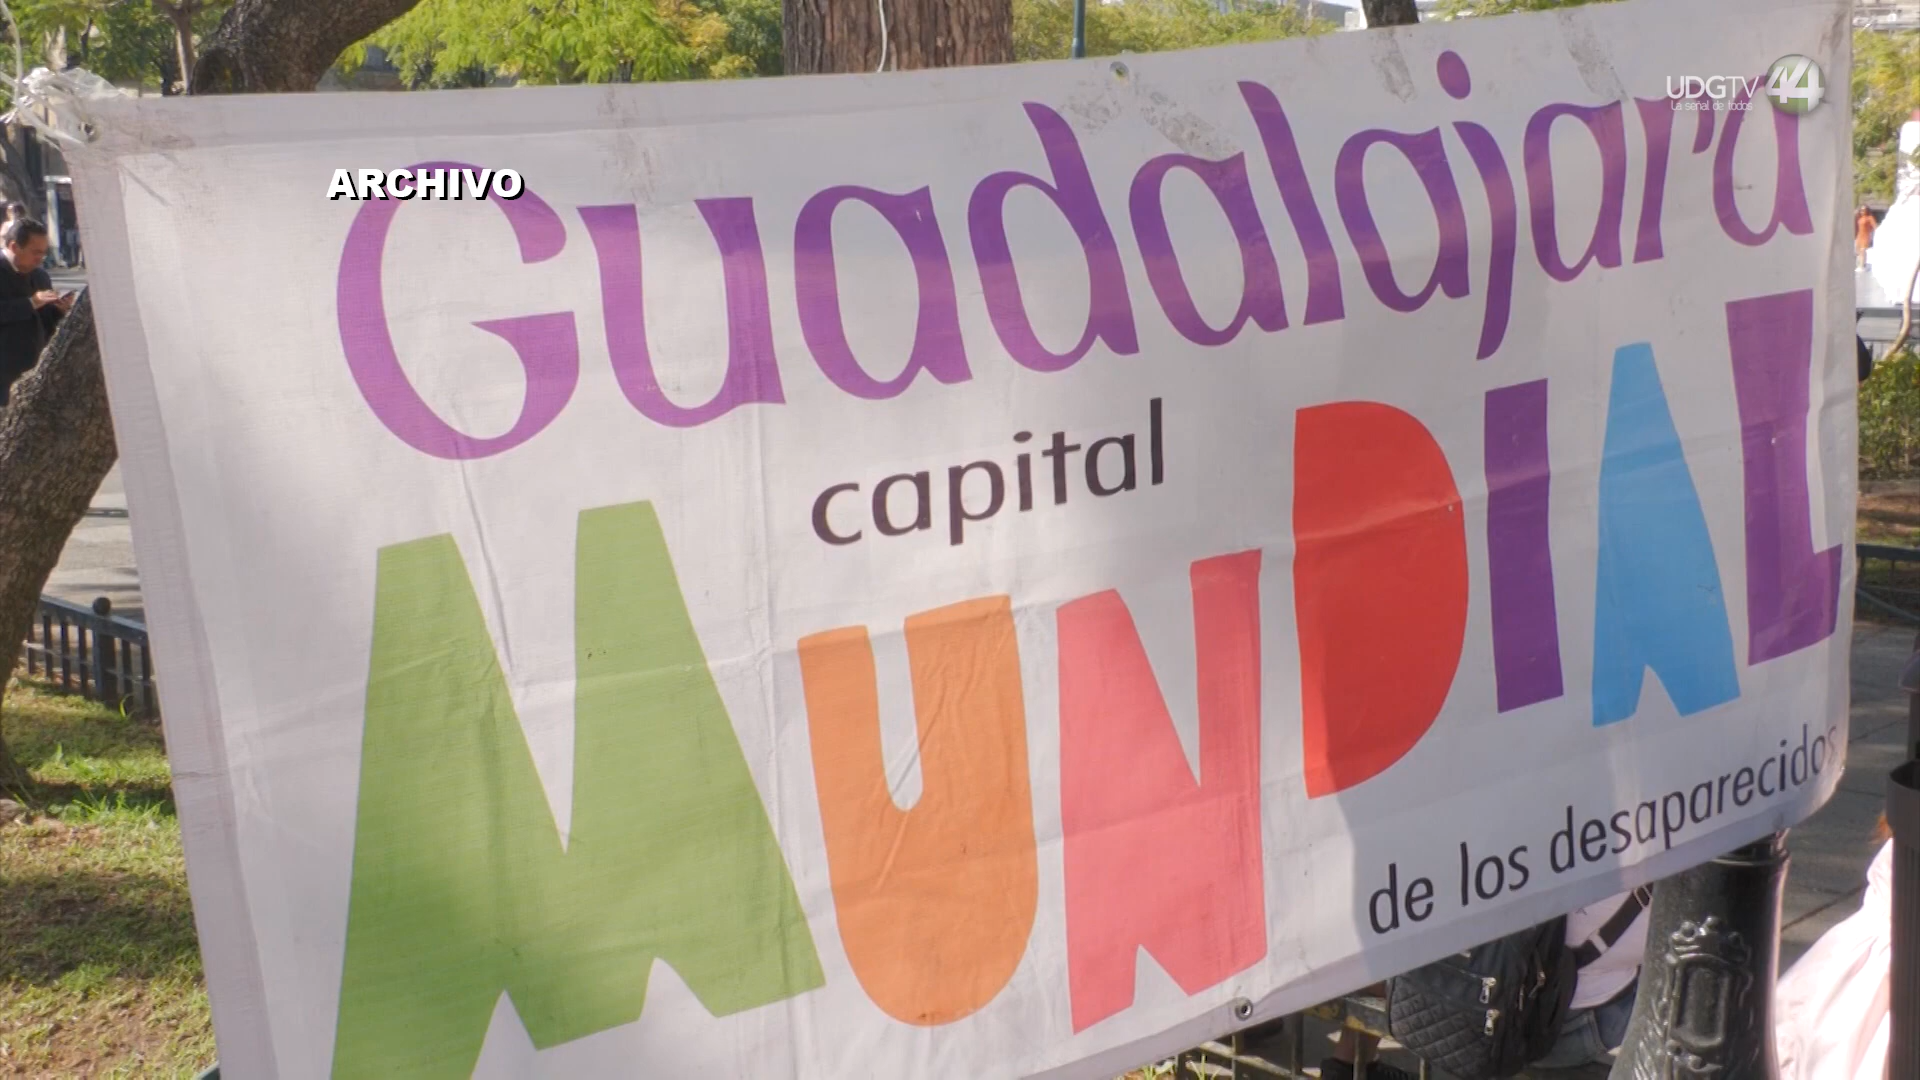 UDGTV 44
La señal de todos
ARCHIVO
Guadalajara
capital
MUNDIAL
de los desaparecidos